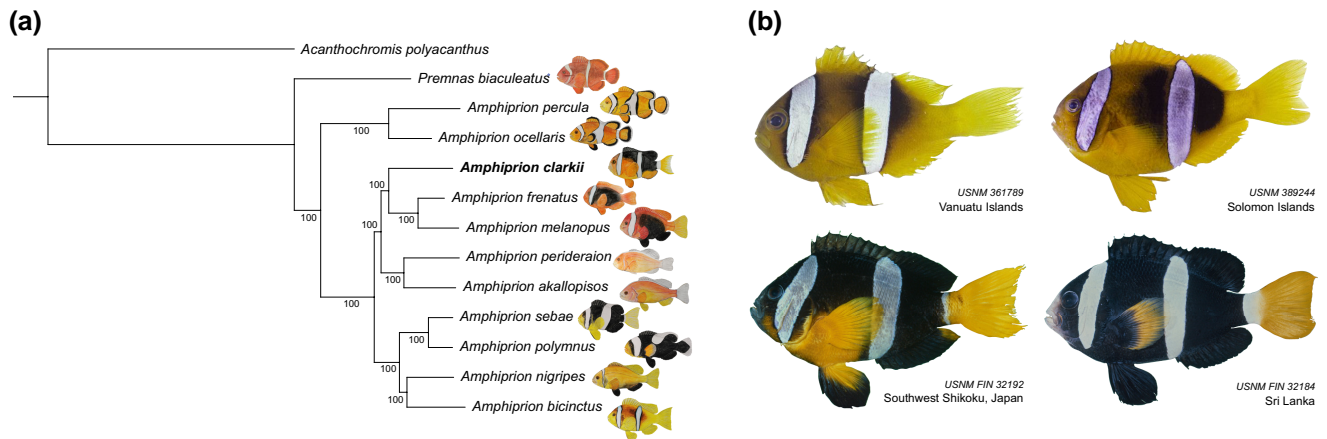 (a)
Acanthochromis polyacanthus
Premnas biaculeatus
Amphiprion percula
100
Amphiprion ocellaris
Amphiprion clarkii
100
Amphiprion frenatus
100
100
Amphiprion melanopus
Amphiprion perideraion
100
Amphiprion akallopisos
100
Amphiprion sebae
100
Amphiprion polymnus
100
Amphiprion nigripes
100
Amphiprion bicinctus
(b)
USNM 361789
Vanuatu Islands
USNM 389244
Solomon Islands
USNM FIN 32192
Southwest Shikoku, Japan
USNM FIN 32184
Sri Lanka